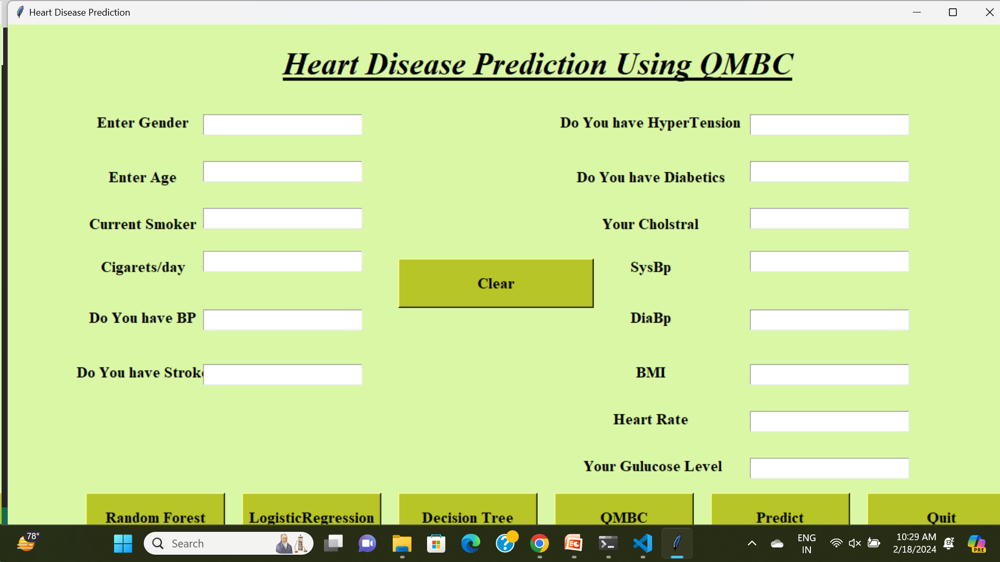 Heart Disease Prediction
Heart Disease Prediction Using QMBC
Enter Gender
Do You have HyperTension
Enter Age
Do You have Diabetics
Current Smoker
Your Cholstral
Cigarets/day
SysBp
Clear
Do You have BP
DiaBp
Do You have Stroke
BMI
Heart Rate
Your Gulucose Level
Random Forest
LogisticRegression
Decision Tree
QMBC
Predict
Quit
78°
Search
ENG
IN
10:29 AM
2/18/2024
PRE